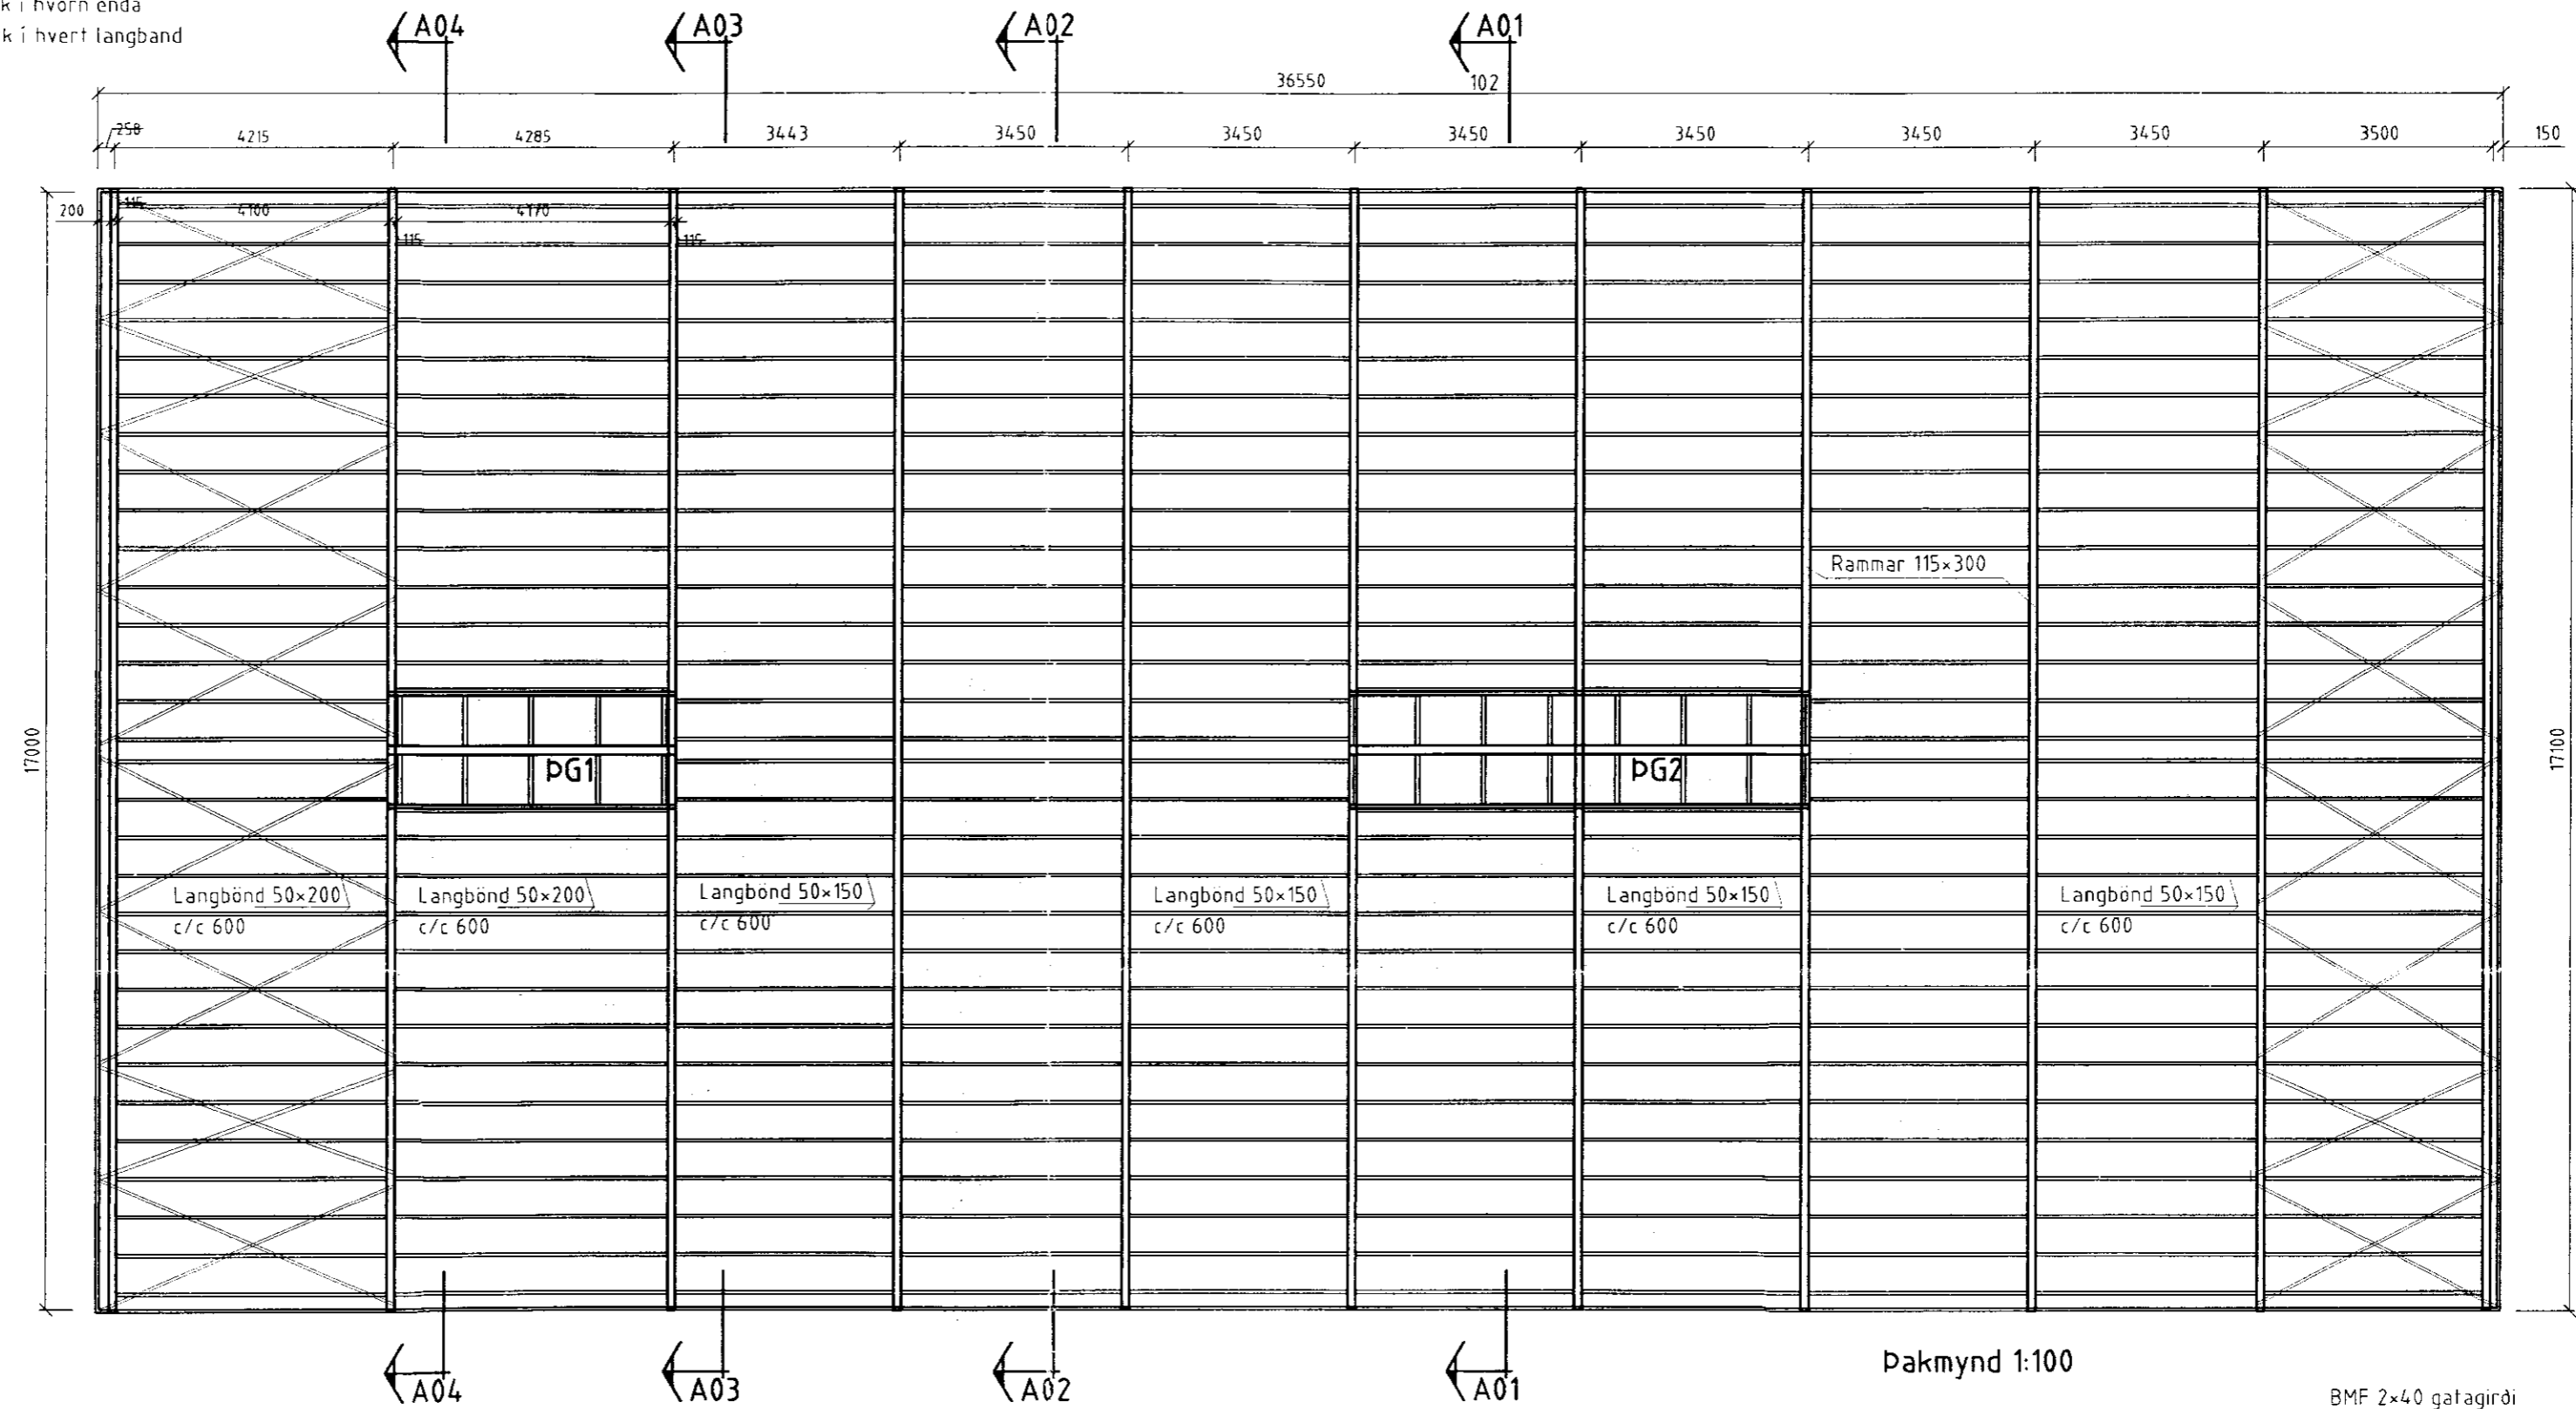 k í hvorn enda
k í hvert langband
A04
A03
A02
A01
36550
102
258
4215
4285
3443
3450
3450
3450
3450
3450
3450
3500
150
200
115
4100
4170
115
115
17000
17100
Rammar 115×300
ÞG1
ÞG2
Langbönd 50×200
c/c 600
Langbönd 50×200
c/c 600
Langbönd 50×150
c/c 600
Langbönd 50×150
c/c 600
Langbönd 50×150
c/c 600
Langbönd 50×150
c/c 600
A04
A03
A02
A01
Þakmynd 1:100
BMF 2×40 gatagirði